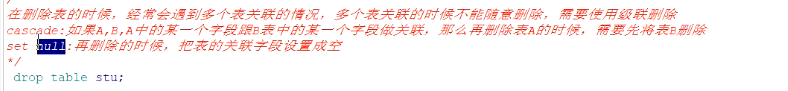 在删除表的时候，经常会遇到多个表关联的情况，多个表关联的时候不能随意删除，需要使用级联删除
cascade:如果A,B,A中的某一个字段跟B表中的某一个字段做关联，那么再删除表A的时候，需要先将表B删除
set null:再删除的时候，把表的关联字段设置成空
*/
drop table stu;